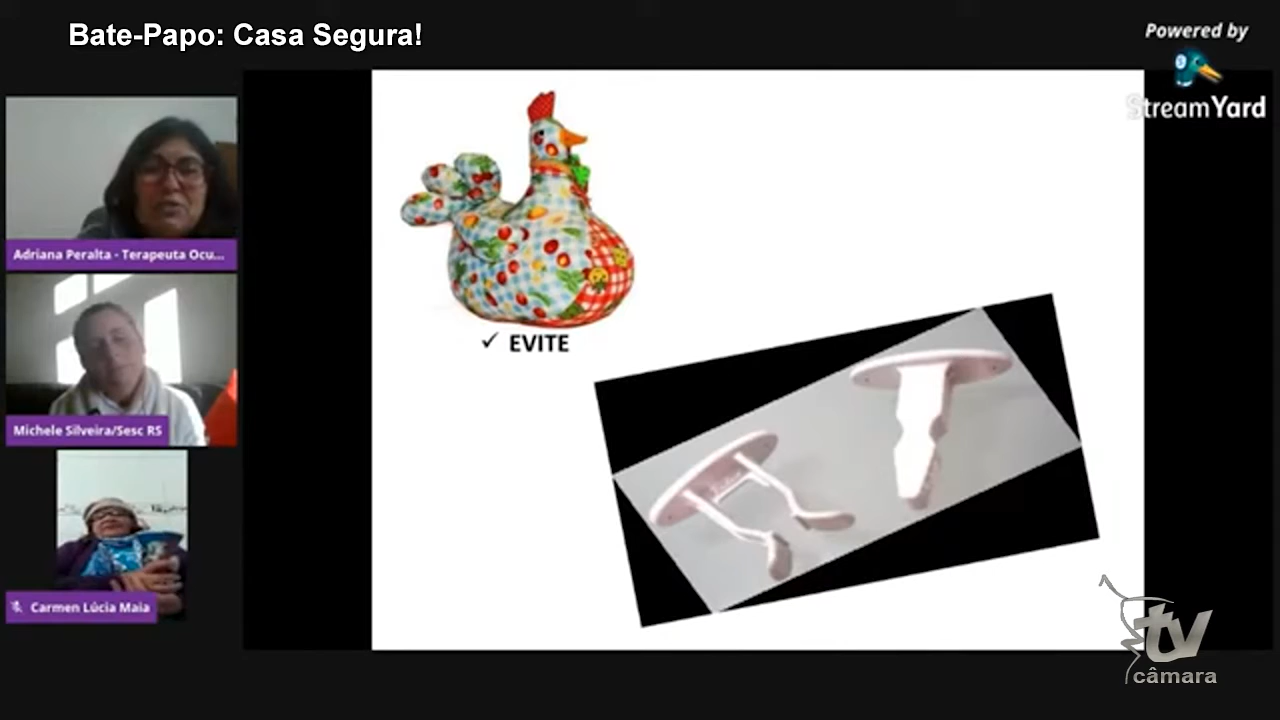 Bate-Papo: Casa Segura!
Powered by
StreamYard
Adriana Peralta - Terapeuta Ocu...
Michele Silveira/Sesc RS
Carmen Lúcia Maia
✓ EVITE
tv
câmara